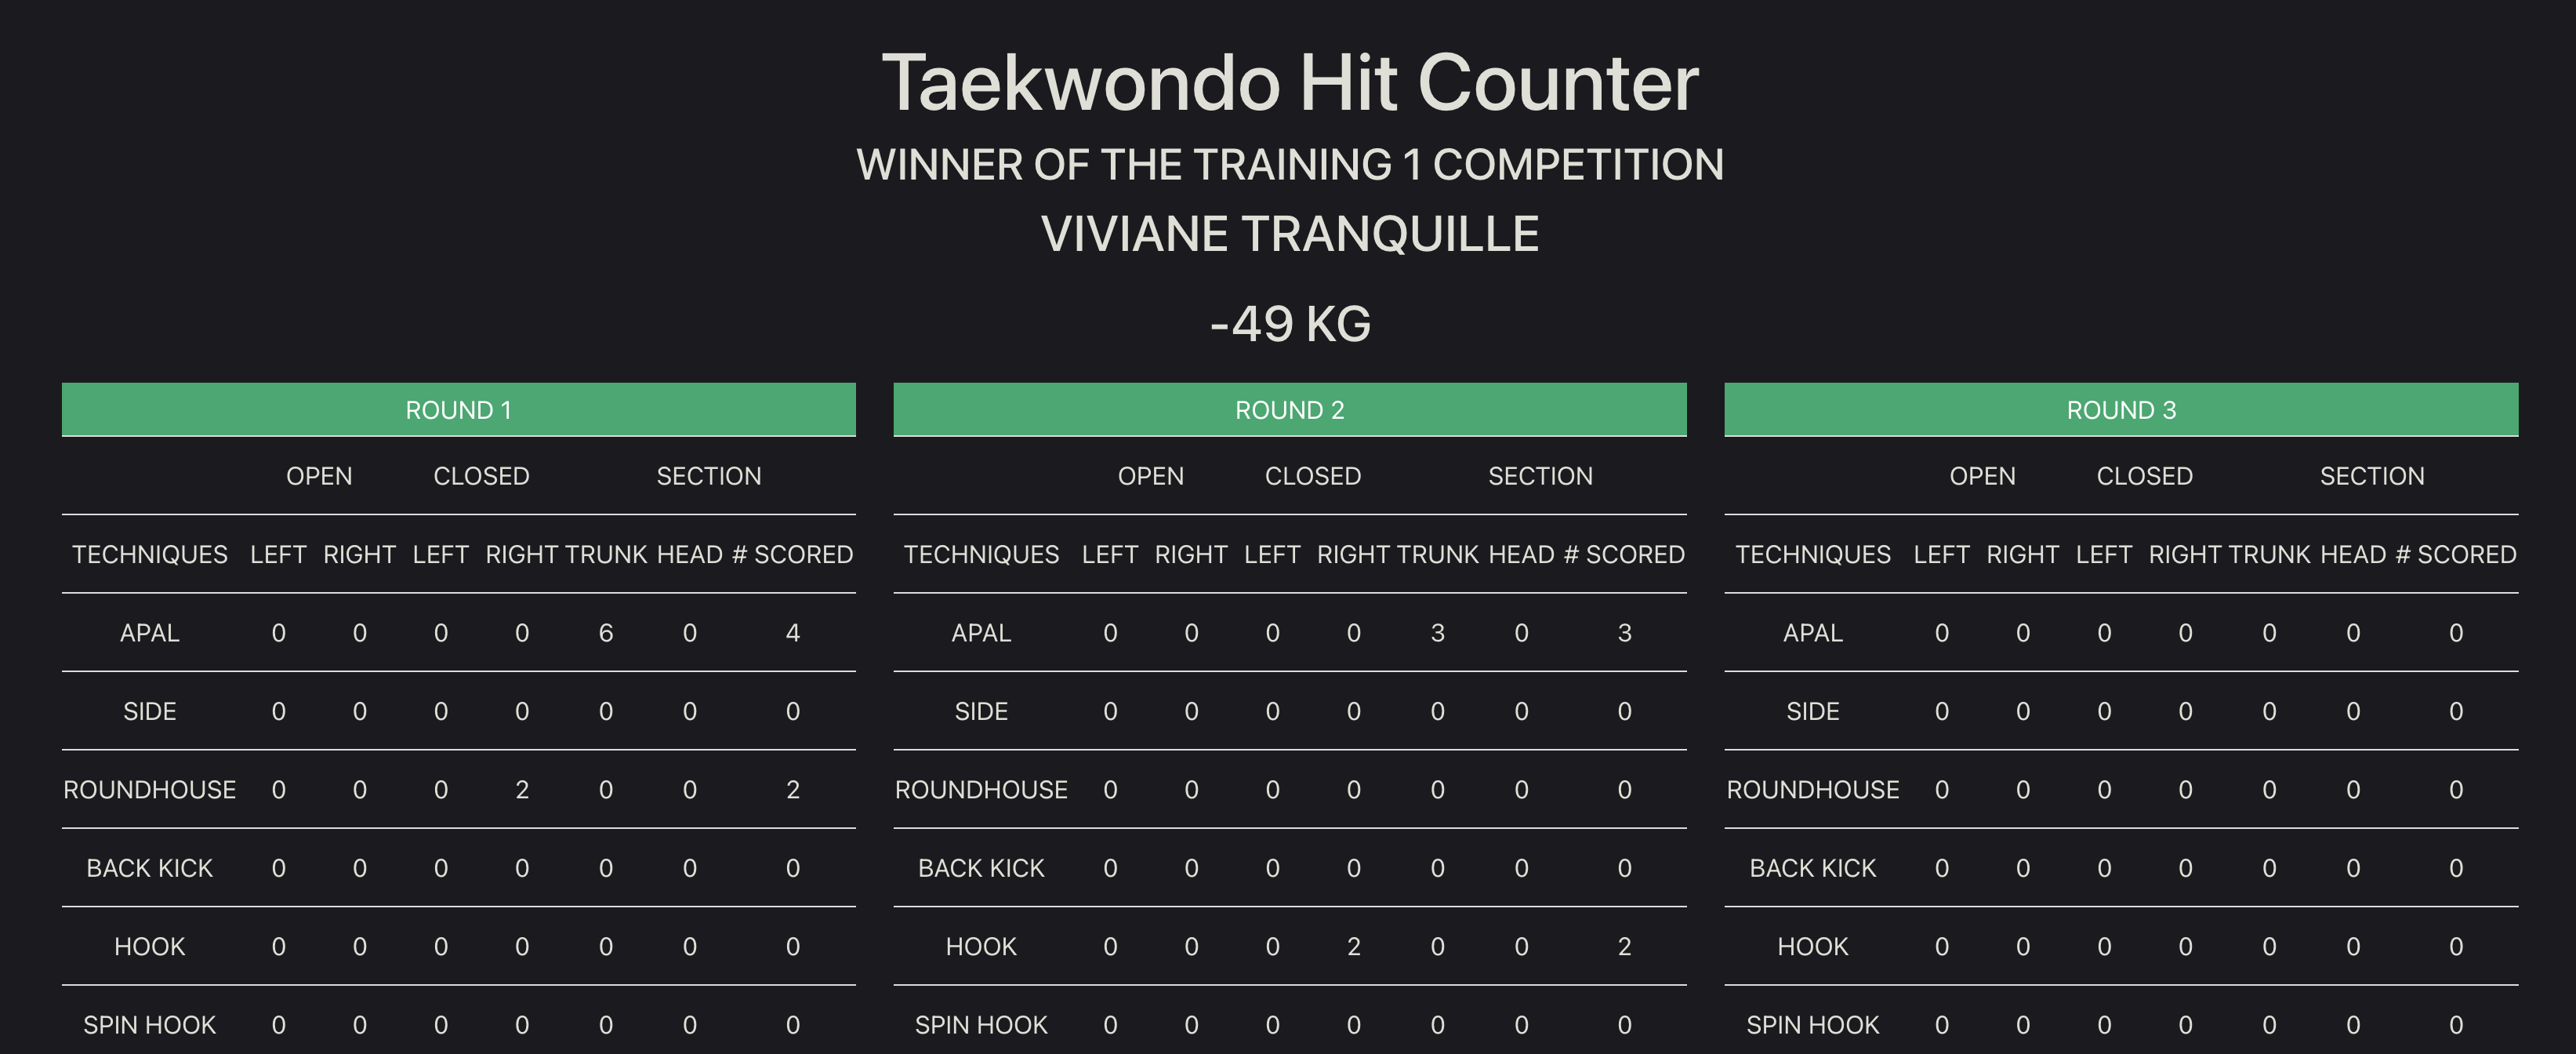 Taekwondo Hit Counter
WINNER OF THE TRAINING 1 COMPETITION
VIVIANE TRANQUILLE
-49 KG
ROUND 1
OPEN CLOSED SECTION
TECHNIQUES LEFT RIGHT LEFT RIGHT TRUNK HEAD # SCORED
APAL 0 0 0 0 6 0 4
SIDE 0 0 0 0 0 0 0
ROUNDHOUSE 0 0 0 2 0 0 2
BACK KICK 0 0 0 0 0 0 0
HOOK 0 0 0 0 0 0 0
SPIN HOOK 0 0 0 0 0 0 0
ROUND 2
OPEN CLOSED SECTION
TECHNIQUES LEFT RIGHT LEFT RIGHT TRUNK HEAD # SCORED
APAL 0 0 0 0 3 0 3
SIDE 0 0 0 0 0 0 0
ROUNDHOUSE 0 0 0 0 0 0 0
BACK KICK 0 0 0 0 0 0 0
HOOK 0 0 0 2 0 0 2
SPIN HOOK 0 0 0 0 0 0 0
ROUND 3
OPEN CLOSED SECTION
TECHNIQUES LEFT RIGHT LEFT RIGHT TRUNK HEAD # SCORED
APAL 0 0 0 0 0 0 0
SIDE 0 0 0 0 0 0 0
ROUNDHOUSE 0 0 0 0 0 0 0
BACK KICK 0 0 0 0 0 0 0
HOOK 0 0 0 0 0 0 0
SPIN HOOK 0 0 0 0 0 0 0